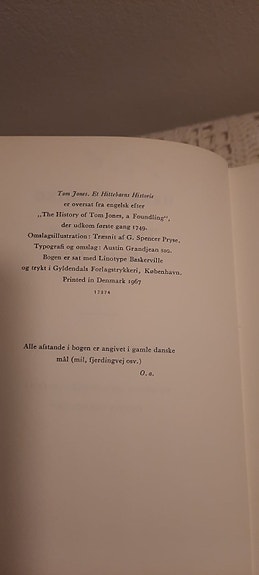 Tom Jones. Et Hittebarns Historie
er oversat fra engelsk efter
„The History of Tom Jones, a Foundling“,
der udkom første gang 1749.
Omslagsillustration: Træsnit af G. Spencer Pryse.
Typografi og omslag: Austin Grandjean IDD.
Bogen er sat med Linotype Baskerville
og trykt i Gyldendals Forlagstrykkeri, København.
Printed in Denmark 1967
17274
Alle afstande i bogen er angivet i gamle danske
mål (mil, fjerdingvej osv.)
O. a.